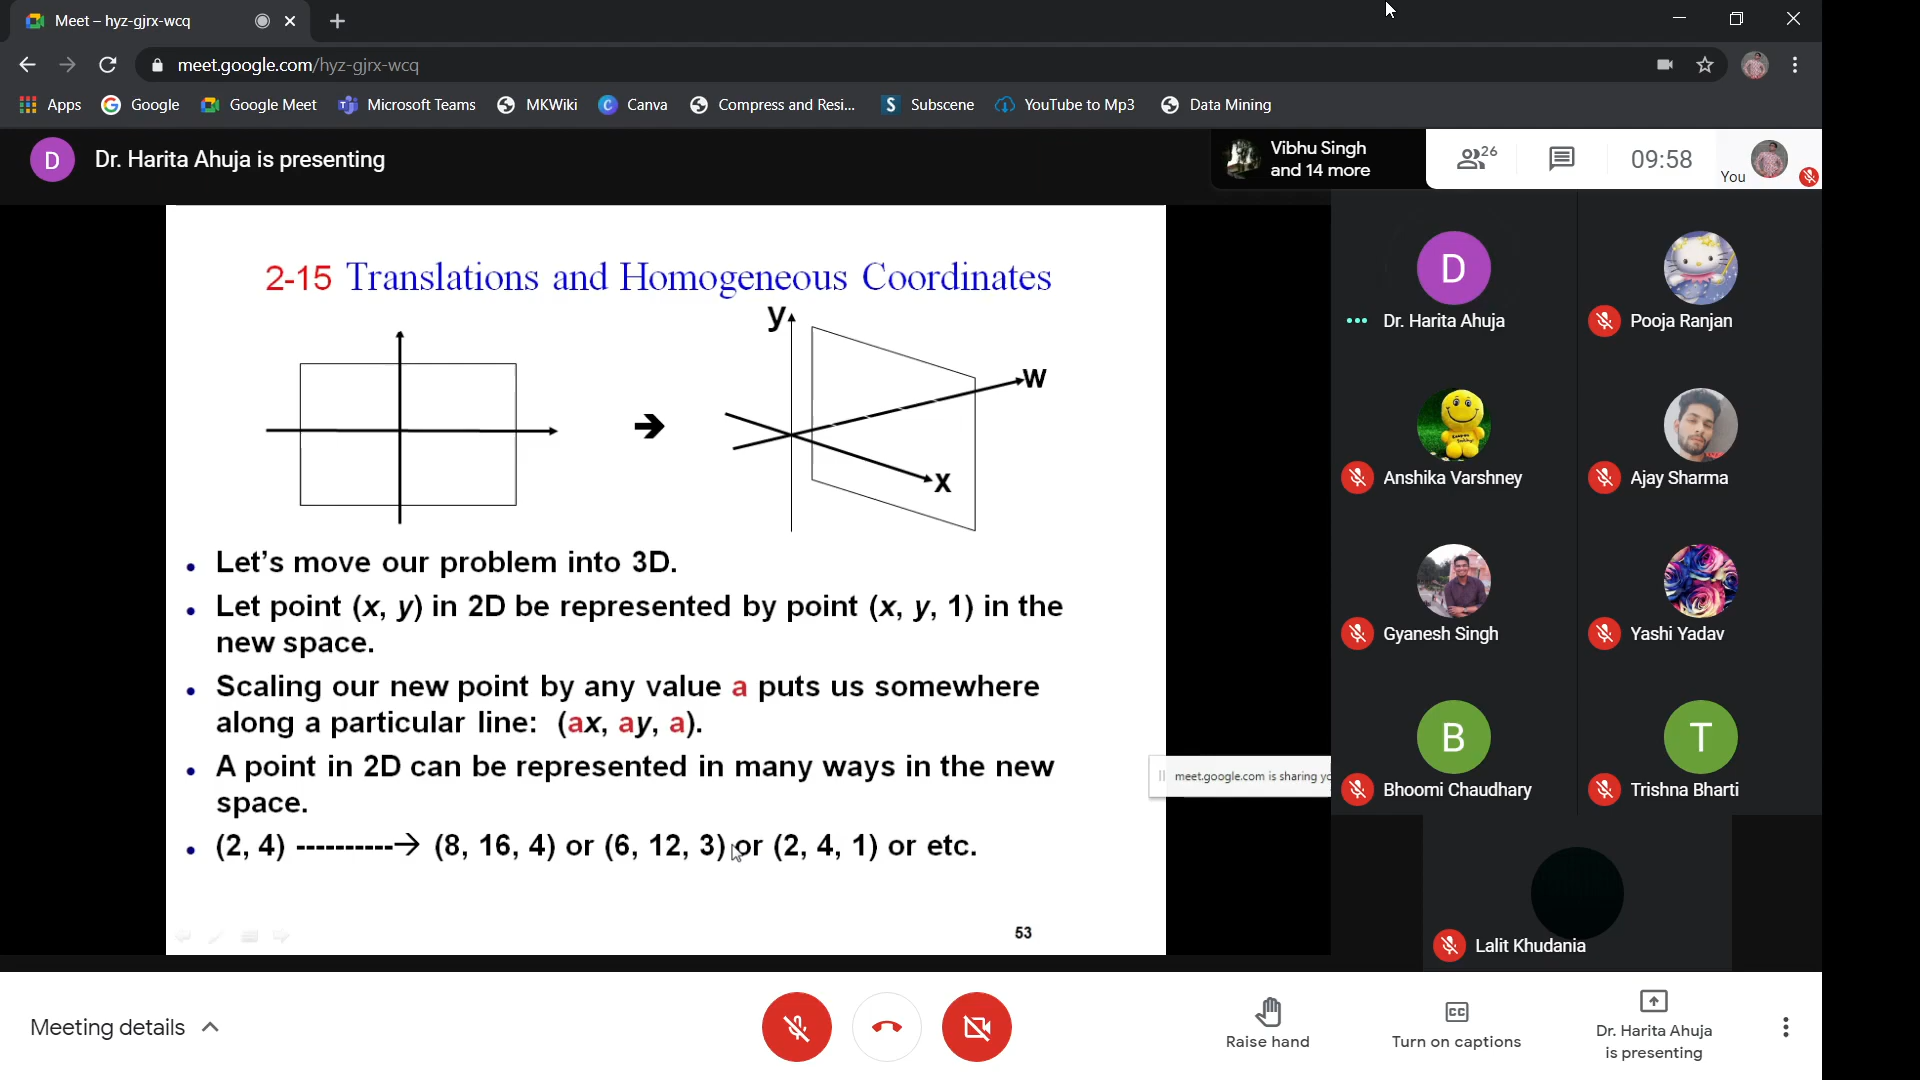 Meet – hyz-gjrx-wcq
meet.google.com/hyz-gjrx-wcq
Apps Google Google Meet Microsoft Teams MKWiki Canva Compress and Resi... Subscene YouTube to Mp3 Data Mining
D Dr. Harita Ahuja is presenting
Vibhu Singh
and 14 more
26
09:58
You
2-15 Translations and Homogeneous Coordinates
y
w
x
• Let’s move our problem into 3D.
• Let point (x, y) in 2D be represented by point (x, y, 1) in the
new space.
• Scaling our new point by any value a puts us somewhere
along a particular line: (ax, ay, a).
• A point in 2D can be represented in many ways in the new
space.
• (2, 4) ----------→ (8, 16, 4) or (6, 12, 3) or (2, 4, 1) or etc.
53
meet.google.com is sharing yo
D
Dr. Harita Ahuja
Pooja Ranjan
Anshika Varshney
Ajay Sharma
Gyanesh Singh
Yashi Yadav
B
Bhoomi Chaudhary
T
Trishna Bharti
Lalit Khudania
Meeting details
Raise hand
Turn on captions
Dr. Harita Ahuja
is presenting